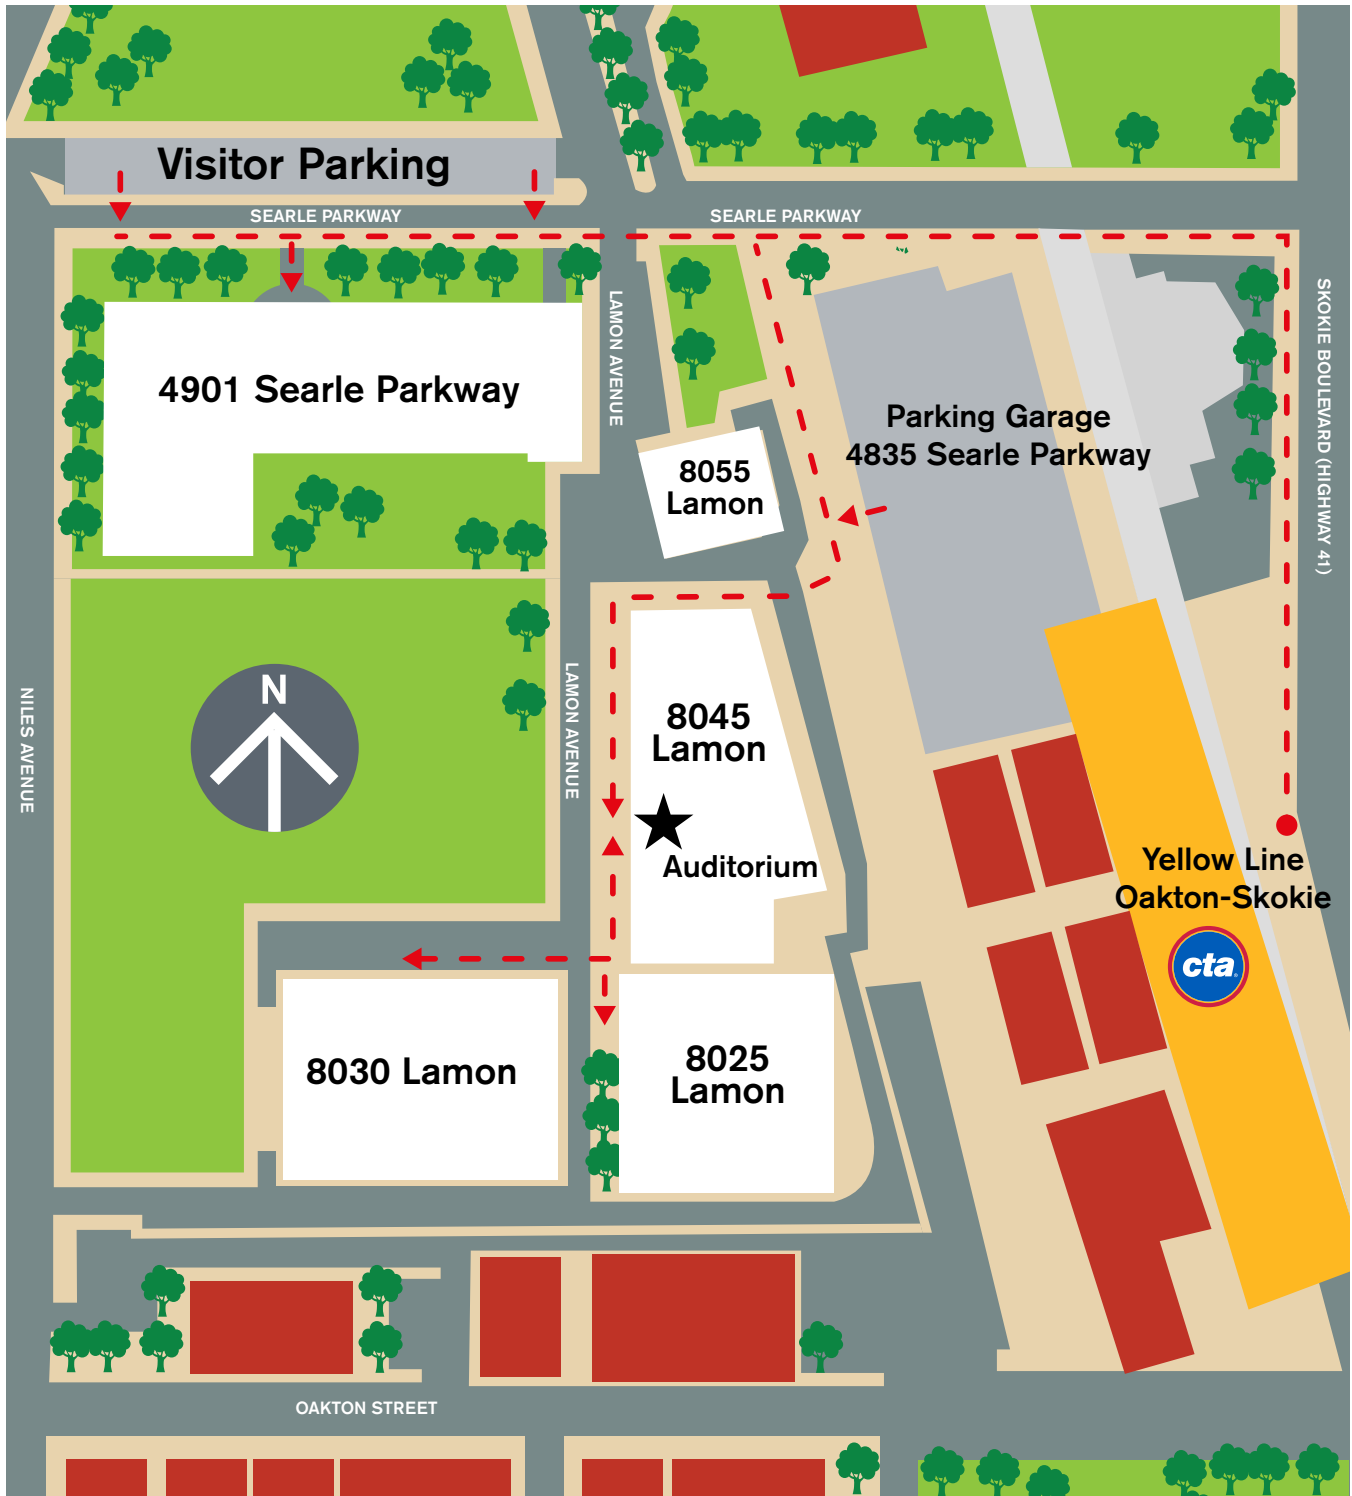 Visitor Parking
SEARLE PARKWAY
SEARLE PARKWAY
LAMON AVENUE
SKOKIE BOULEVARD (HIGHWAY 41)
4901 Searle Parkway
Parking Garage
4835 Searle Parkway
8055
Lamon
N
NILES AVENUE
LAMON AVENUE
8045
Lamon
Auditorium
Yellow Line
Oakton-Skokie
cta
8030 Lamon
8025
Lamon
OAKTON STREET